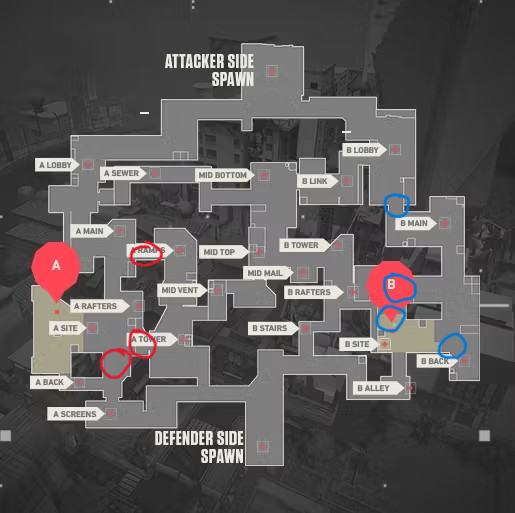 ATTACKER SIDE
SPAWN
B LOBBY
A LOBBY
A SEWER
MID BOTTOM
B LINK
A MAIN
B MAIN
A RAMPS
MID TOP
B TOWER
A
MID MAIL
B
MID VENT
B RAFTERS
A RAFTERS
A SITE
B STAIRS
A TOWER
B SITE
B BACK
A BACK
B ALLEY
A SCREENS
DEFENDER SIDE
SPAWN